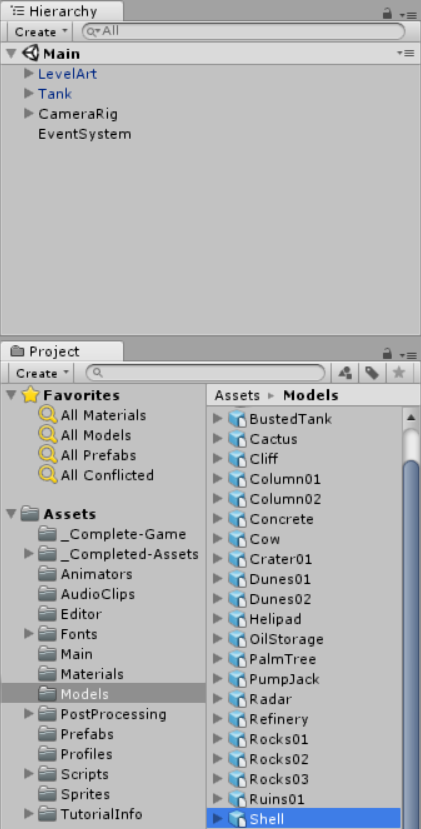 Hierarchy
Create All
Main
LevelArt
Tank
CameraRig
EventSystem
Project
Create
Favorites
All Materials
All Models
All Prefabs
All Conflicted
Assets
_Complete-Game
_Completed-Assets
Animators
AudioClips
Editor
Fonts
Main
Materials
Models
PostProcessing
Prefabs
Profiles
Scripts
Sprites
TutorialInfo
Assets Models
BustedTank
Cactus
Cliff
Column01
Column02
Concrete
Cow
Crater01
Dunes01
Dunes02
Helipad
OilStorage
PalmTree
PumpJack
Radar
Refinery
Rocks01
Rocks02
Rocks03
Ruins01
Shell